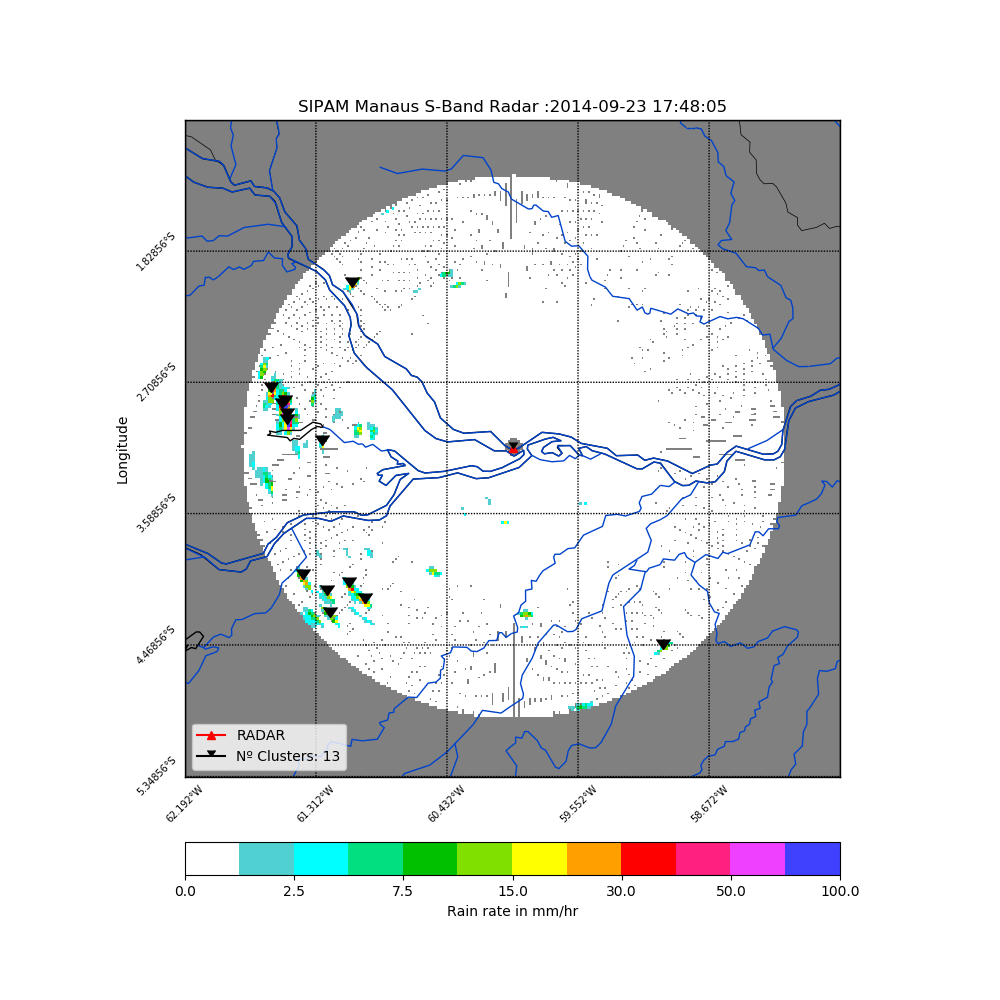 SIPAM Manaus S-Band Radar :2014-09-23 17:48:05
Longitude
1.82856°S
2.70856°S
3.58856°S
4.46856°S
5.34856°S
62.192°W
61.312°W
60.432°W
59.552°W
58.672°W
RADAR
Nº Clusters: 13
0.0 2.5 7.5 15.0 30.0 50.0 100.0
Rain rate in mm/hr